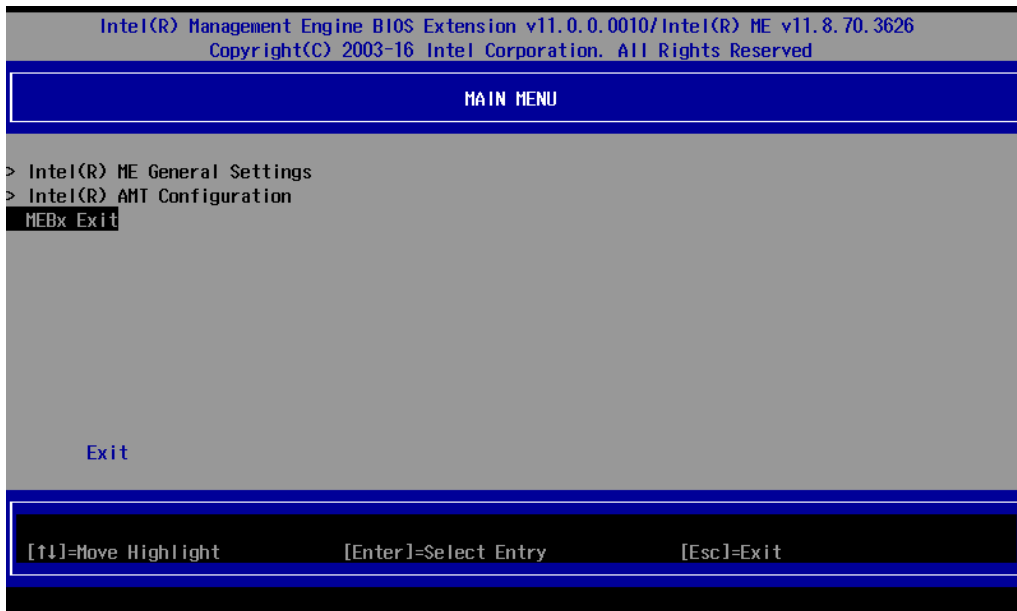 Intel(R) Management Engine BIOS Extension v11.0.0.0010/Intel(R) ME v11.8.70.3626
Copyright(C) 2003-16 Intel Corporation. All Rights Reserved
MAIN MENU
> Intel(R) ME General Settings
> Intel(R) AMT Configuration
MEBx Exit
Exit
[↑↓]=Move Highlight [Enter]=Select Entry [Esc]=Exit